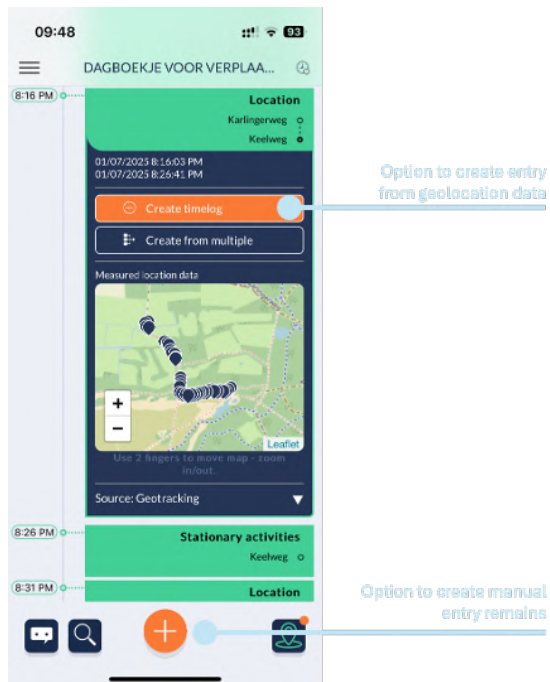 09:48
93
DAGBOEKJE VOOR VERPLAA...
8:16 PM
Location
Karlingerweg
Keelweg
01/07/2025 8:16:03 PM
01/07/2025 8:26:41 PM
Create timelog
Option to create entry
from geolocation data
Create from multiple
Measured location data
+
−
Leaflet
Use 2 fingers to move map - zoom
in/out.
Source: Geotracking
8:26 PM
Stationary activities
Keelweg
8:31 PM
Location
Option to create manual
entry remains